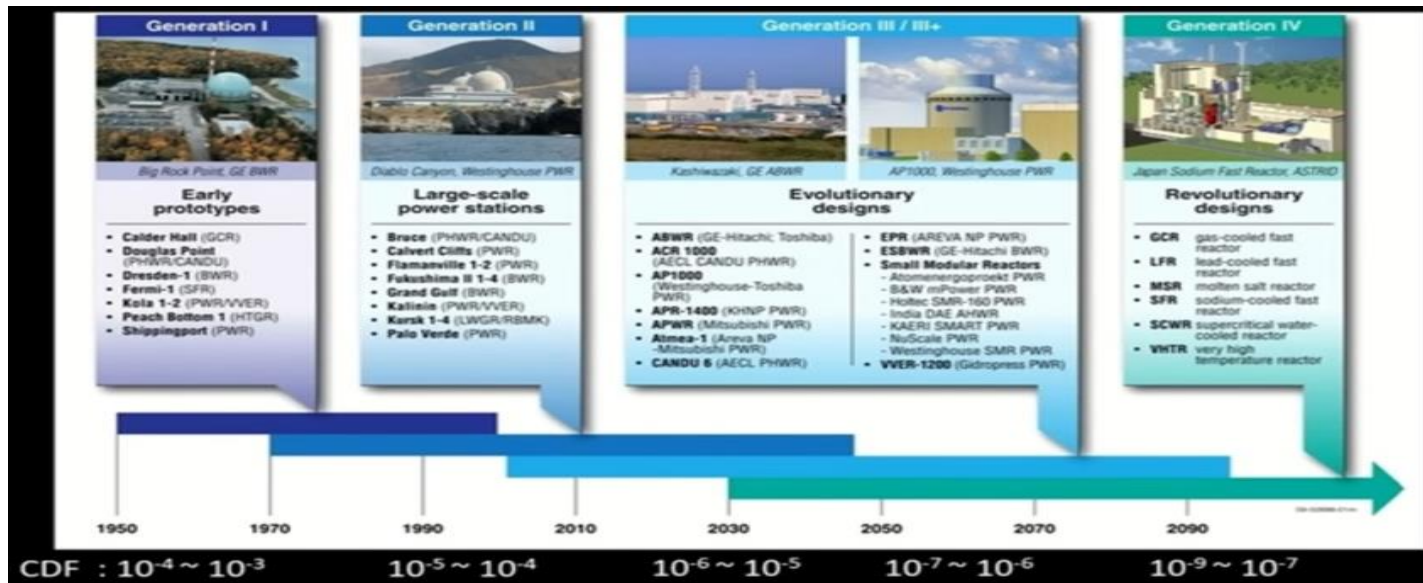 Generation I
Big Rock Point, GE BWR
Early
prototypes
• Calder Hall (GCR)
• Douglas Point
(PHWR/CANDU)
• Dresden-1 (BWR)
• Fermi-1 (SFR)
• Kola 1-2 (PWR/VVER)
• Peach Bottom 1 (HTGR)
• Shippingport (PWR)
Generation II
Diablo Canyon, Westinghouse PWR
Large-scale
power stations
• Bruce (PHWR/CANDU)
• Calvert Cliffs (PWR)
• Flamanville 1-2 (PWR)
• Fukushima II 1-4 (BWR)
• Grand Gulf (BWR)
• Kalinin (PWR/VVER)
• Kursk 1-4 (LWGR/RBMK)
• Palo Verde (PWR)
Generation III / III+
Kashiwazaki, GE ABWR
AP1000, Westinghouse PWR
Evolutionary
designs
• ABWR (GE-Hitachi; Toshiba)
• ACR 1000
(AECL CANDU PHWR)
• AP1000
(Westinghouse-Toshiba
PWR)
• APR-1400 (KHNP PWR)
• APWR (Mitsubishi PWR)
• Atmea-1 (Areva NP
-Mitsubishi PWR)
• CANDU 6 (AECL PHWR)
• EPR (AREVA NP PWR)
• ESBWR (GE-Hitachi BWR)
• Small Modular Reactors
- Atomenergoproekt PWR
- B&W mPower PWR
- Holtec SMR-160 PWR
- India DAE AHWR
- KAERI SMART PWR
- NuScale PWR
- Westinghouse SMR PWR
• VVER-1200 (Gidropress PWR)
Generation IV
Japan Sodium Fast Reactor, ASTRID
Revolutionary
designs
• GCR gas-cooled fast
reactor
• LFR lead-cooled fast
reactor
• MSR molten salt reactor
• SFR sodium-cooled fast
reactor
• SCWR supercritical water-
cooled reactor
• VHTR very high
temperature reactor
1950 1970 1990 2010 2030 2050 2070 2090
CDF : 10⁻⁴ ~ 10⁻³ 10⁻⁵ ~ 10⁻⁴ 10⁻⁶ ~ 10⁻⁵ 10⁻⁷ ~ 10⁻⁶ 10⁻⁹ ~ 10⁻⁷